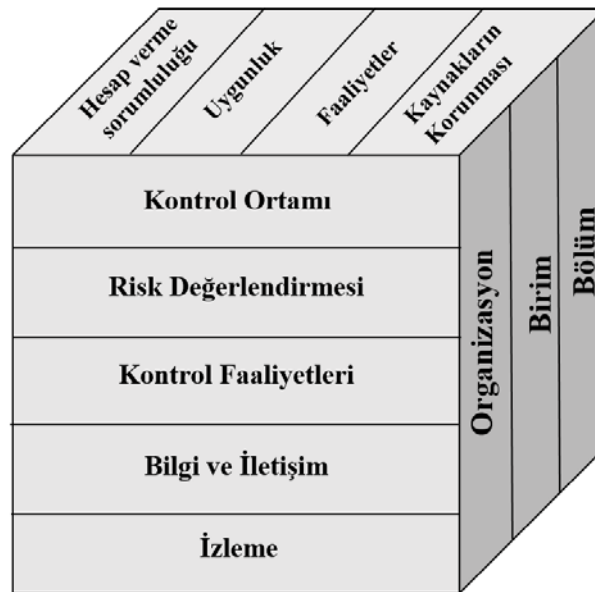 Hesap verme
sorumluluğu
Uygunluk
Faaliyetler
Kaynakların
Korunması
Kontrol Ortamı
Risk Değerlendirmesi
Kontrol Faaliyetleri
Bilgi ve İletişim
İzleme
Organizasyon
Birim
Bölüm